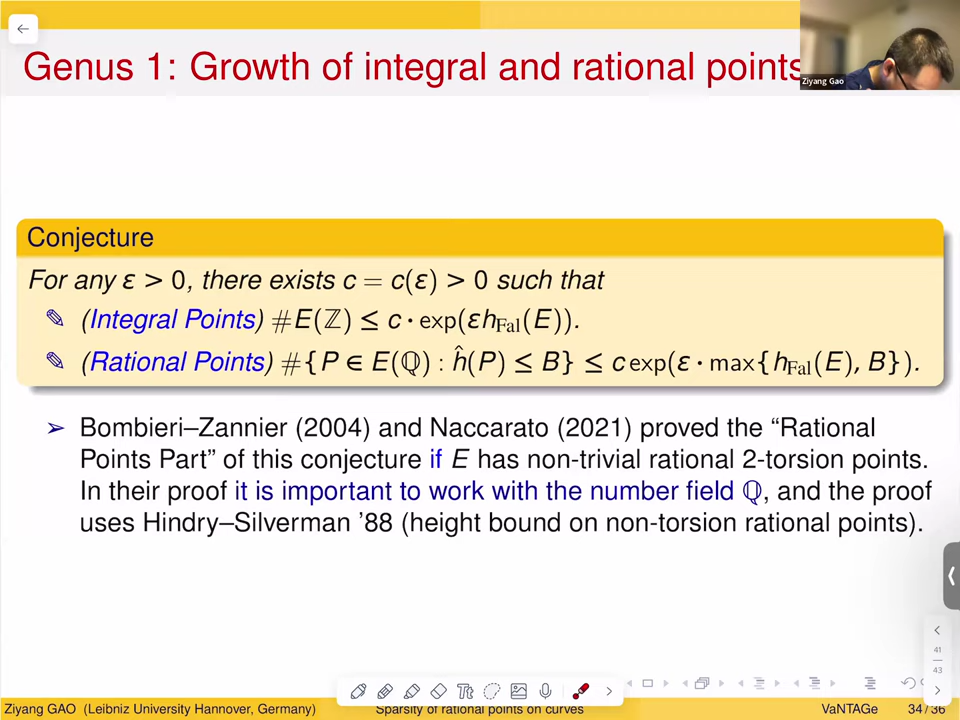 Genus 1: Growth of integral and rational points
Ziyang Gao
Conjecture
For any ε > 0, there exists c = c(ε) > 0 such that
✎ (Integral Points) #E(ℤ) ≤ c · exp(εh_Fal(E)).
✎ (Rational Points) #{P ∈ E(ℚ) : ĥ(P) ≤ B} ≤ c exp(ε · max{h_Fal(E), B}).
➢ Bombieri–Zannier (2004) and Naccarato (2021) proved the “Rational
Points Part” of this conjecture if E has non-trivial rational 2-torsion points.
In their proof it is important to work with the number field ℚ, and the proof
uses Hindry–Silverman ’88 (height bound on non-torsion rational points).
41
43
Tt
Ziyang GAO (Leibniz University Hannover, Germany) Sparsity of rational points on curves VaNTAGe 34 / 36